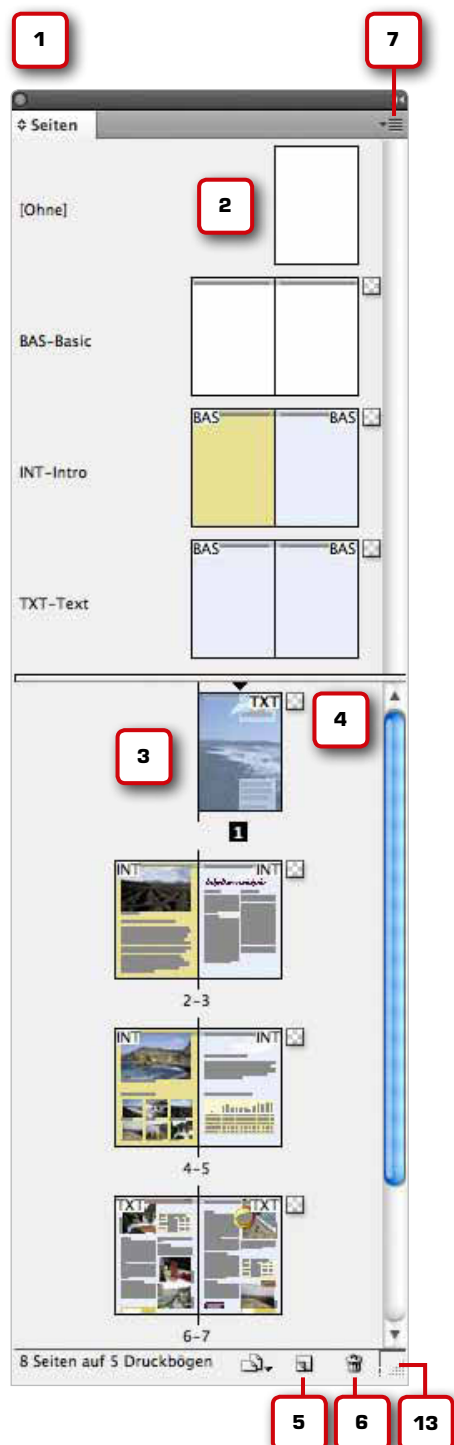 1
7
Seiten
[Ohne]
2
BAS-Basic
BAS BAS
INT-Intro
BAS BAS
TXT-Text
TXT
4
3
1
INT INT
2-3
INT INT
4-5
TXT TXT
6-7
8 Seiten auf 5 Druckbögen
5 6 13